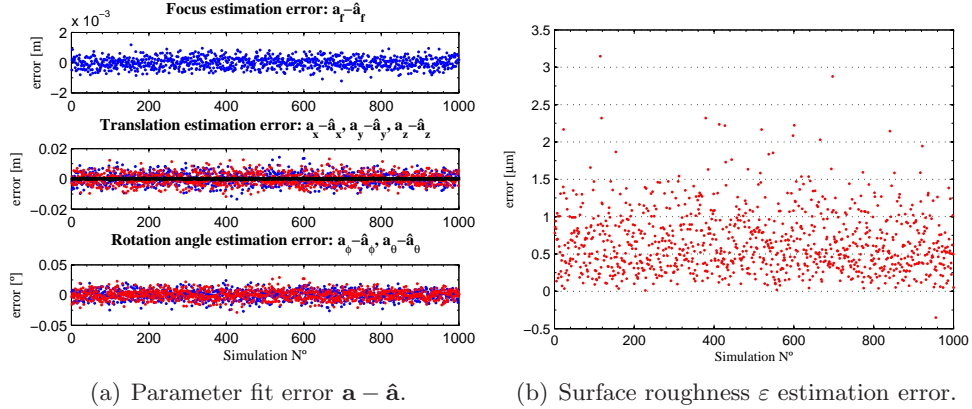 Focus estimation error: a_f−â_f
x 10⁻³
2
0
−2
error [m]
0 200 400 600 800 1000
Translation estimation error: a_x−â_x, a_y−â_y, a_z−â_z
0.02
0
−0.02
error [m]
0 200 400 600 800 1000
Rotation angle estimation error: a_ϕ−â_ϕ, a_θ−â_θ
0.05
0
−0.05
error [º]
0 200 400 600 800 1000
Simulation Nº
(a) Parameter fit error a − â.
3.5
3
2.5
2
1.5
1
0.5
0
−0.5
error [µm]
0 200 400 600 800 1000
Simulation Nº
(b) Surface roughness ε estimation error.